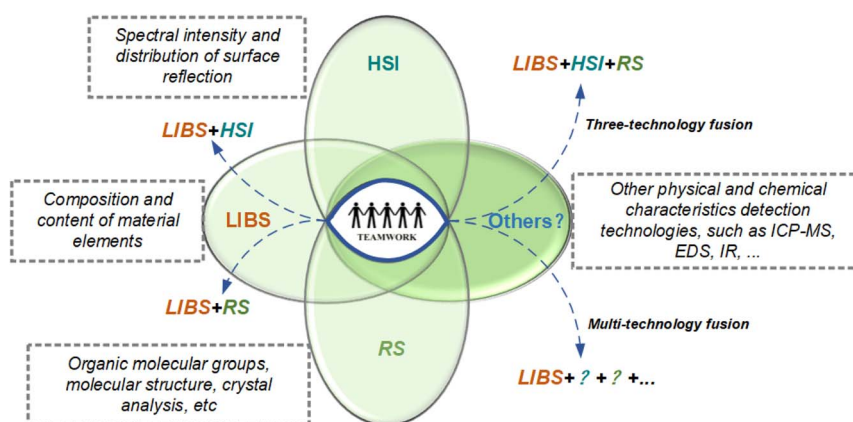 Spectral intensity and
distribution of surface
reflection
HSI
LIBS+HSI+RS
LIBS+HSI
Three-technology fusion
Composition and
content of material
elements
LIBS
TEAMWORK
Others?
Other physical and chemical
characteristics detection
technologies, such as ICP-MS,
EDS, IR, ...
LIBS+RS
Multi-technology fusion
RS
Organic molecular groups,
molecular structure, crystal
analysis, etc
LIBS+?+?+...